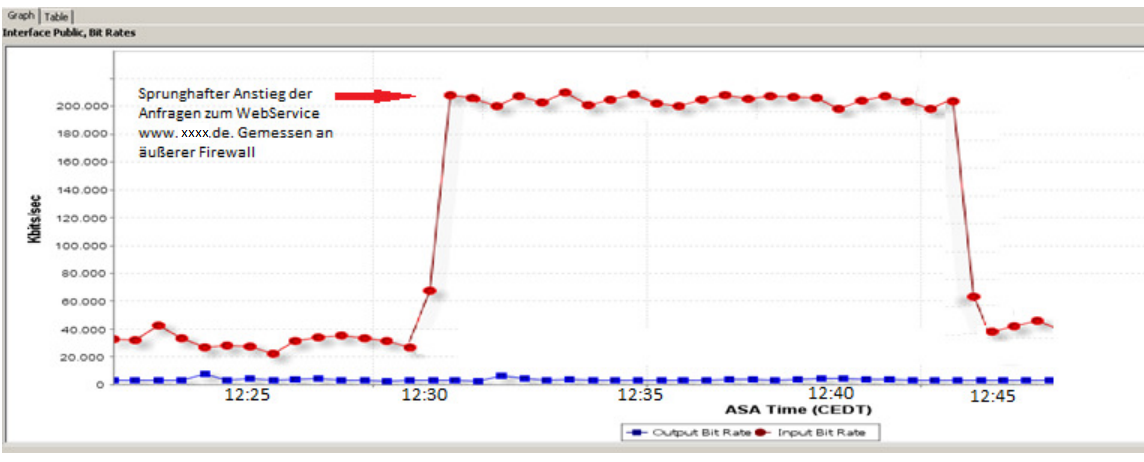 Graph Table
Interface Public, Bit Rates
Sprunghafter Anstieg der
Anfragen zum WebService
www. xxxx.de. Gemessen an
äußerer Firewall
200.000
180.000
160.000
140.000
120.000
100.000
80.000
60.000
40.000
20.000
0
Kbits/sec
12:25 12:30 12:35 12:40 12:45
ASA Time (CEDT)
Output Bit Rate Input Bit Rate